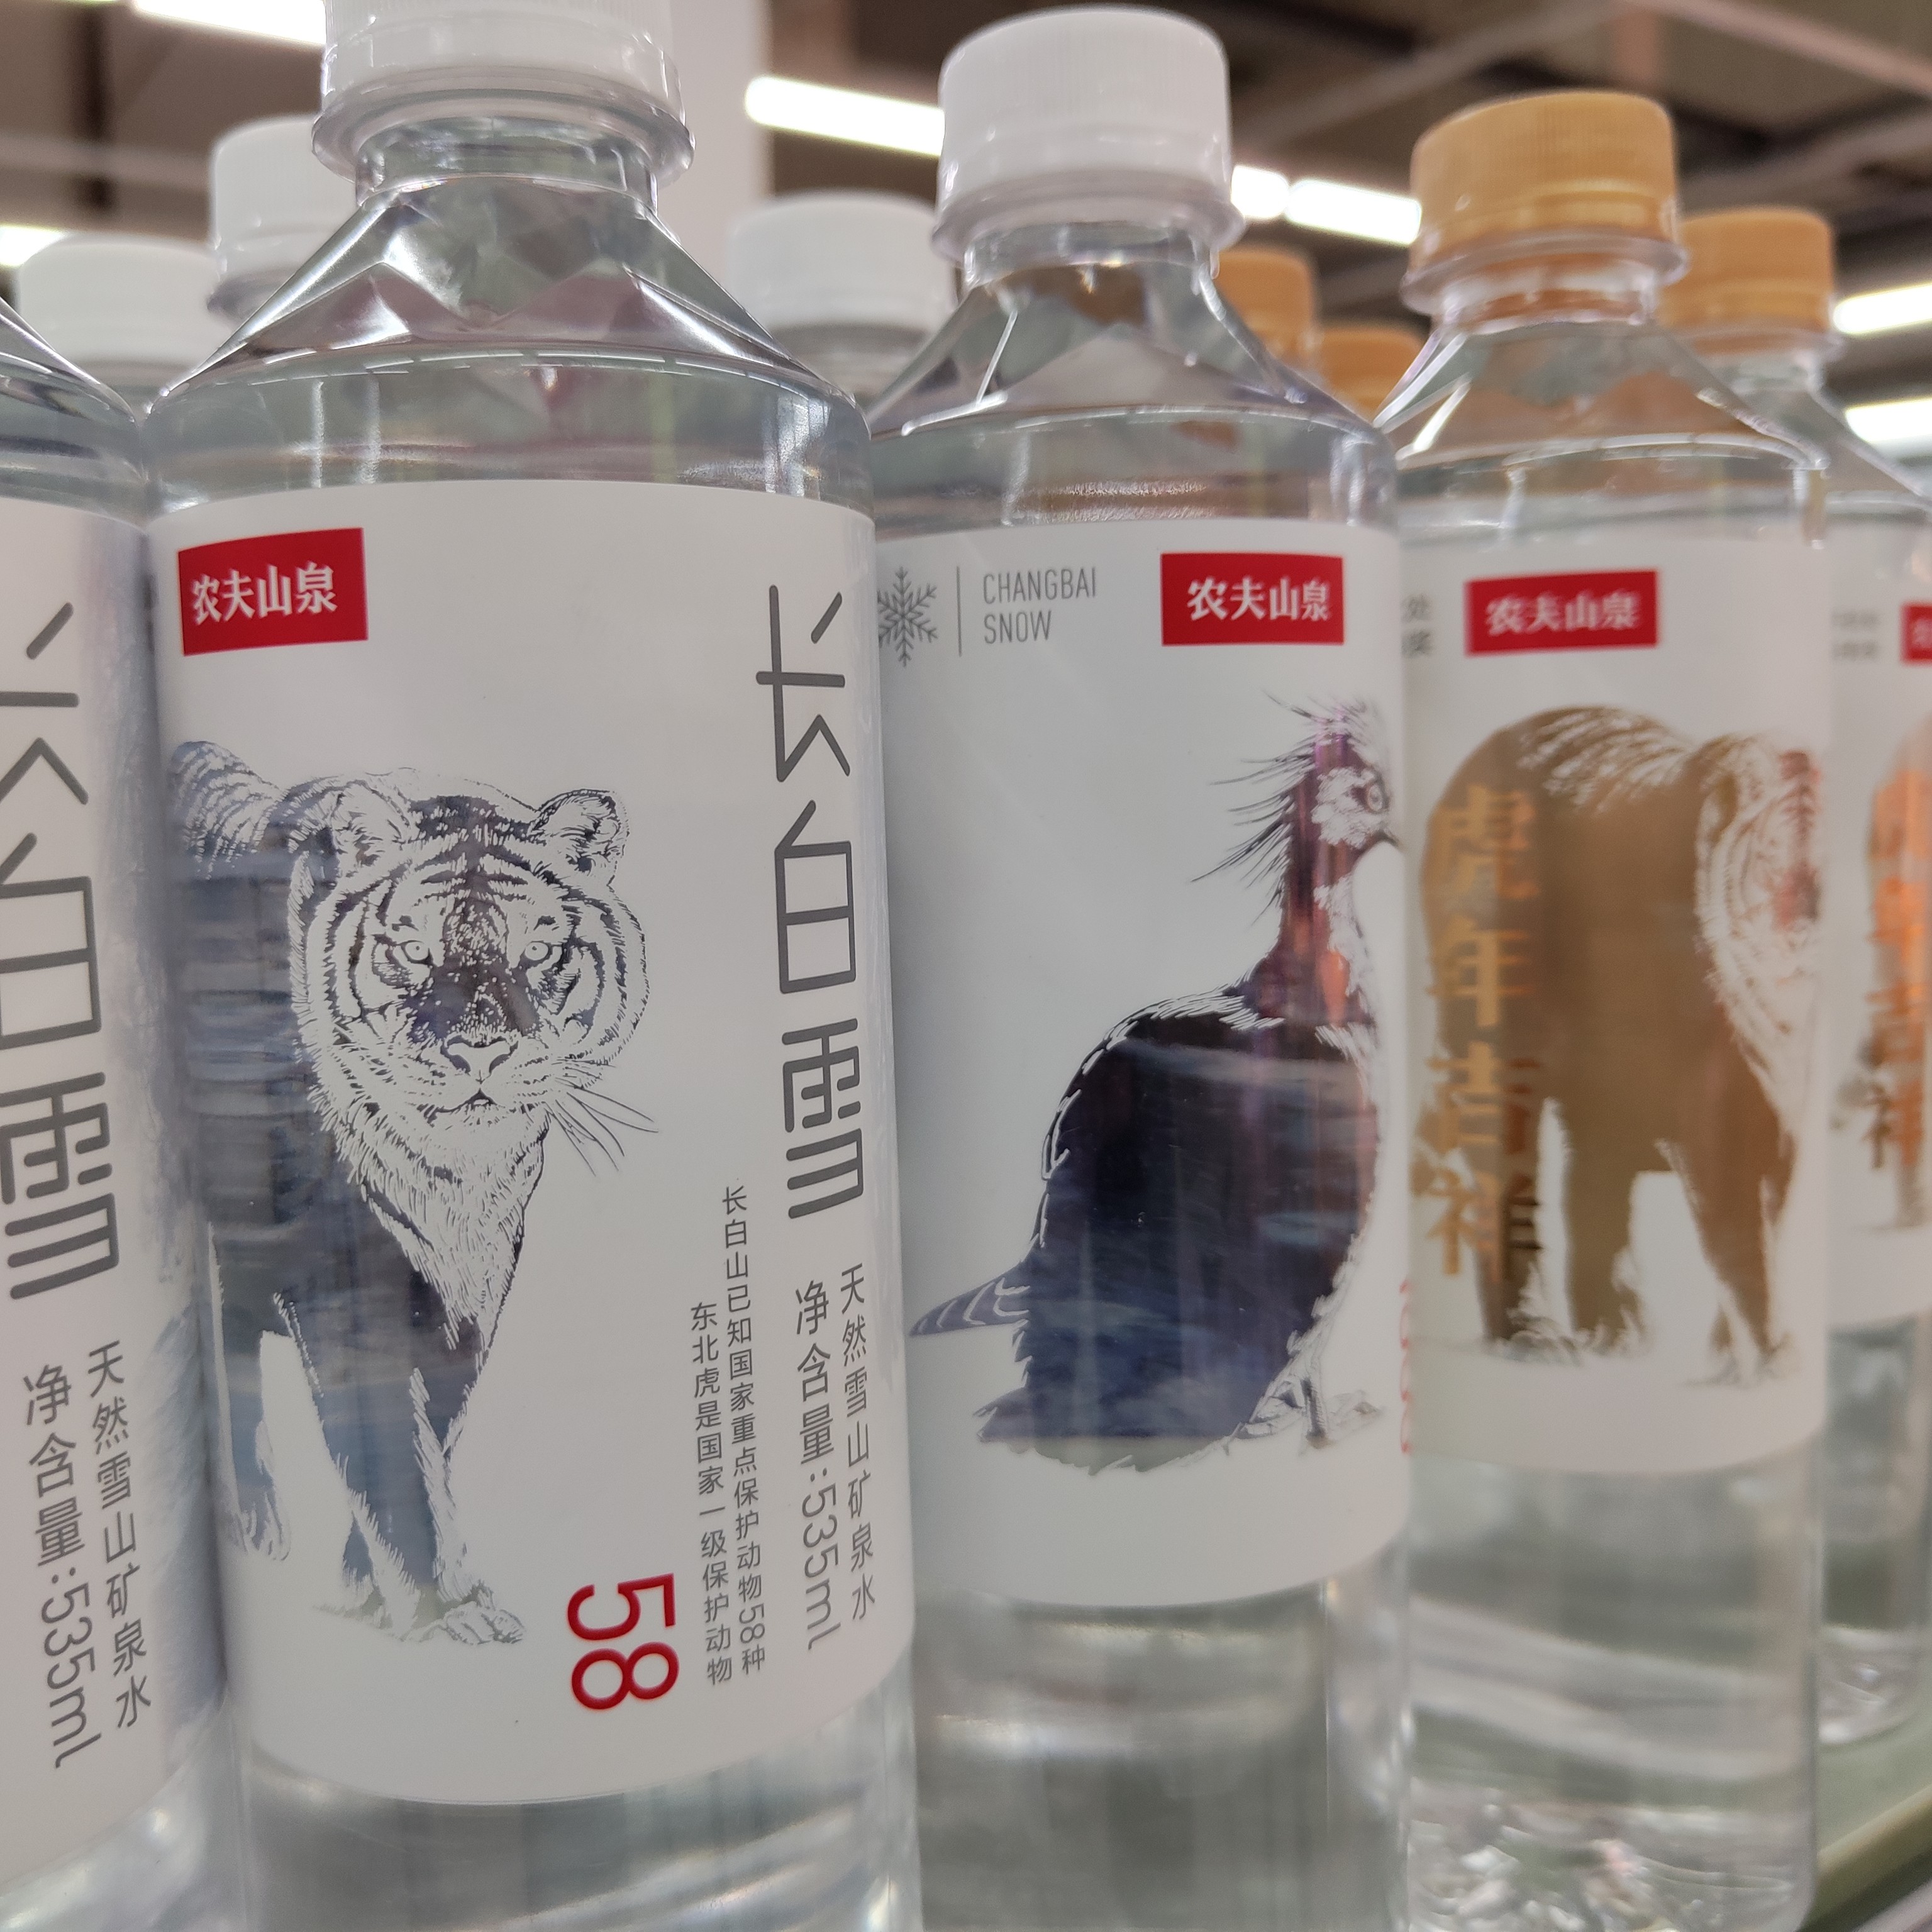 长白雪
天然雪山矿泉水
净含量:535ml
农夫山泉
长白雪
天然雪山矿泉水
净含量:535ml
长白山已知国家重点保护动物58种
东北虎是国家一级保护动物
58
CHANGBAI
SNOW
农夫山泉
处
奖
农夫山泉
虎年吉祥